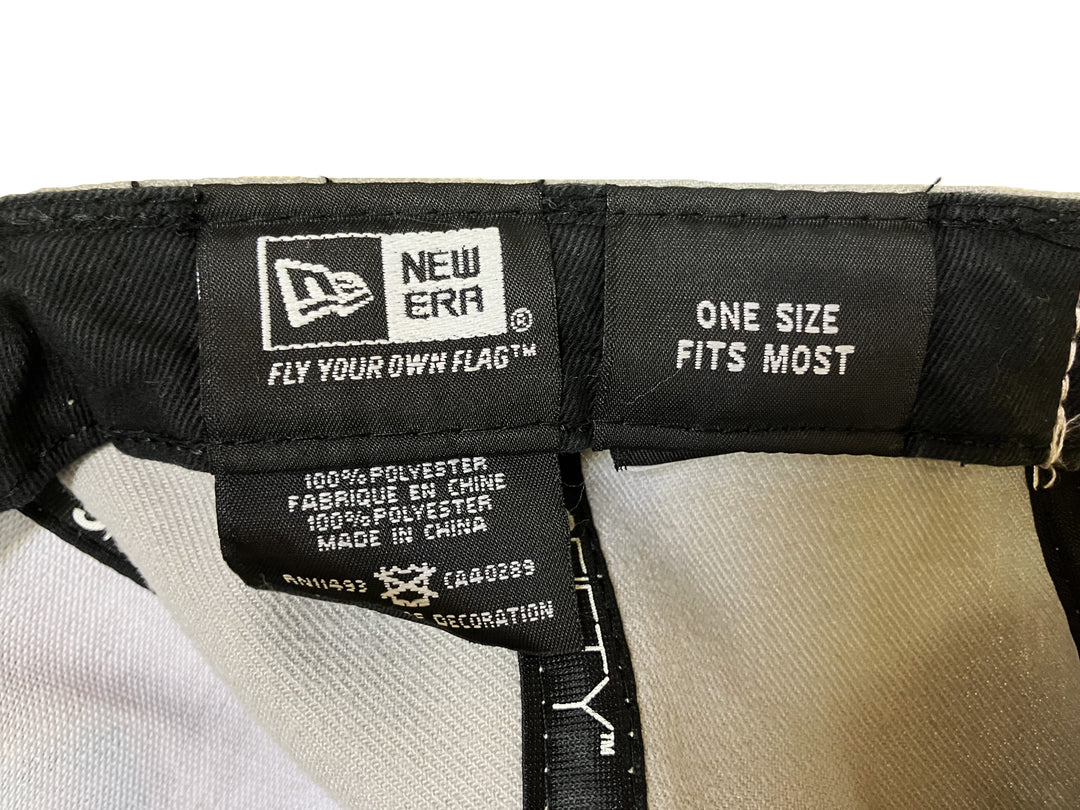 NEW
ERA
®
FLY YOUR OWN FLAG™
ONE SIZE
FITS MOST
100% POLYESTER
FABRIQUE EN CHINE
100% POLYESTER
MADE IN CHINA
RN11493 CA40289
DECORATION
FIFTY™